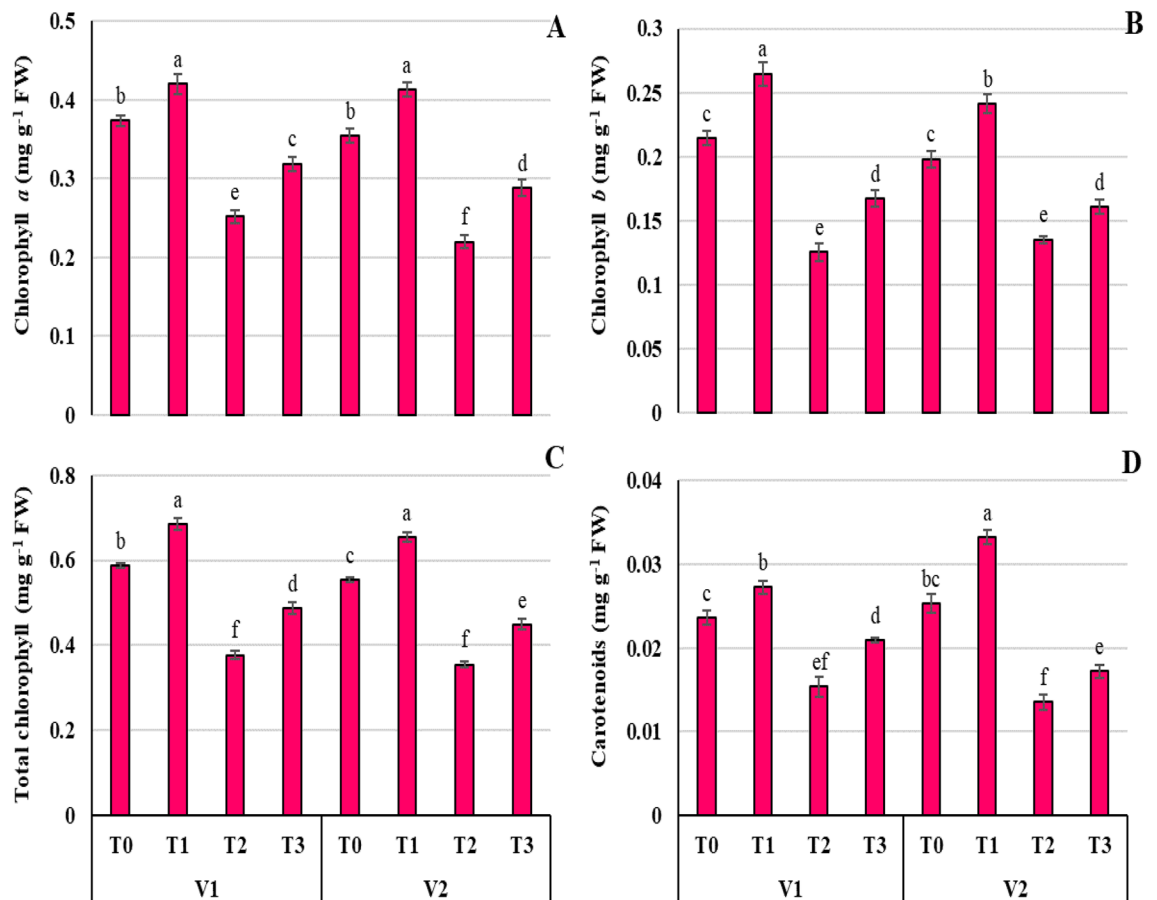 A
Chlorophyll a (mg g-1 FW)
0.5
0.4
0.3
0.2
0.1
0
b a e c b a f d
B
Chlorophyll b (mg g-1 FW)
0.3
0.25
0.2
0.15
0.1
0.05
0
c a e d c b e d
C
Total chlorophyll (mg g-1 FW)
0.8
0.6
0.4
0.2
0
b a f d c a f e
T0 T1 T2 T3 T0 T1 T2 T3
V1 V2
D
Carotenoids (mg g-1 FW)
0.04
0.03
0.02
0.01
0
c b ef d bc a f e
T0 T1 T2 T3 T0 T1 T2 T3
V1 V2